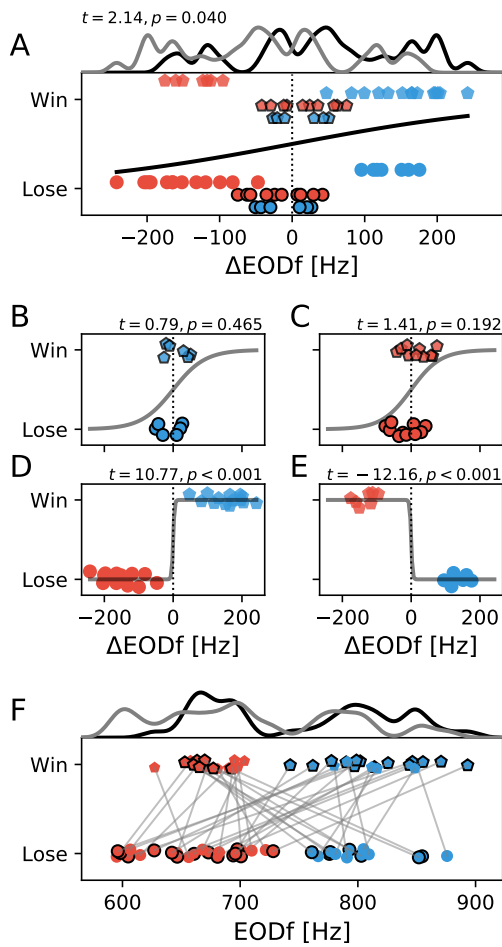 t = 2.14, p = 0.040
A
Win
Lose
−200 −100 0 100 200
ΔEODf [Hz]
B
t = 0.79, p = 0.465
Win
Lose
C
t = 1.41, p = 0.192
D
t = 10.77, p < 0.001
Win
Lose
−200 0 200
ΔEODf [Hz]
E
t = −12.16, p < 0.001
−200 0 200
ΔEODf [Hz]
F
Win
Lose
600 700 800 900
EODf [Hz]